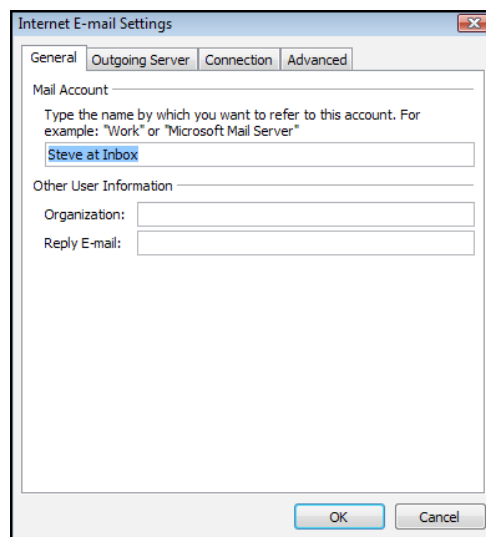 Internet E-mail Settings
General Outgoing Server Connection Advanced
Mail Account
Type the name by which you want to refer to this account. For
example: "Work" or "Microsoft Mail Server"
Steve at Inbox
Other User Information
Organization:
Reply E-mail:
OK Cancel